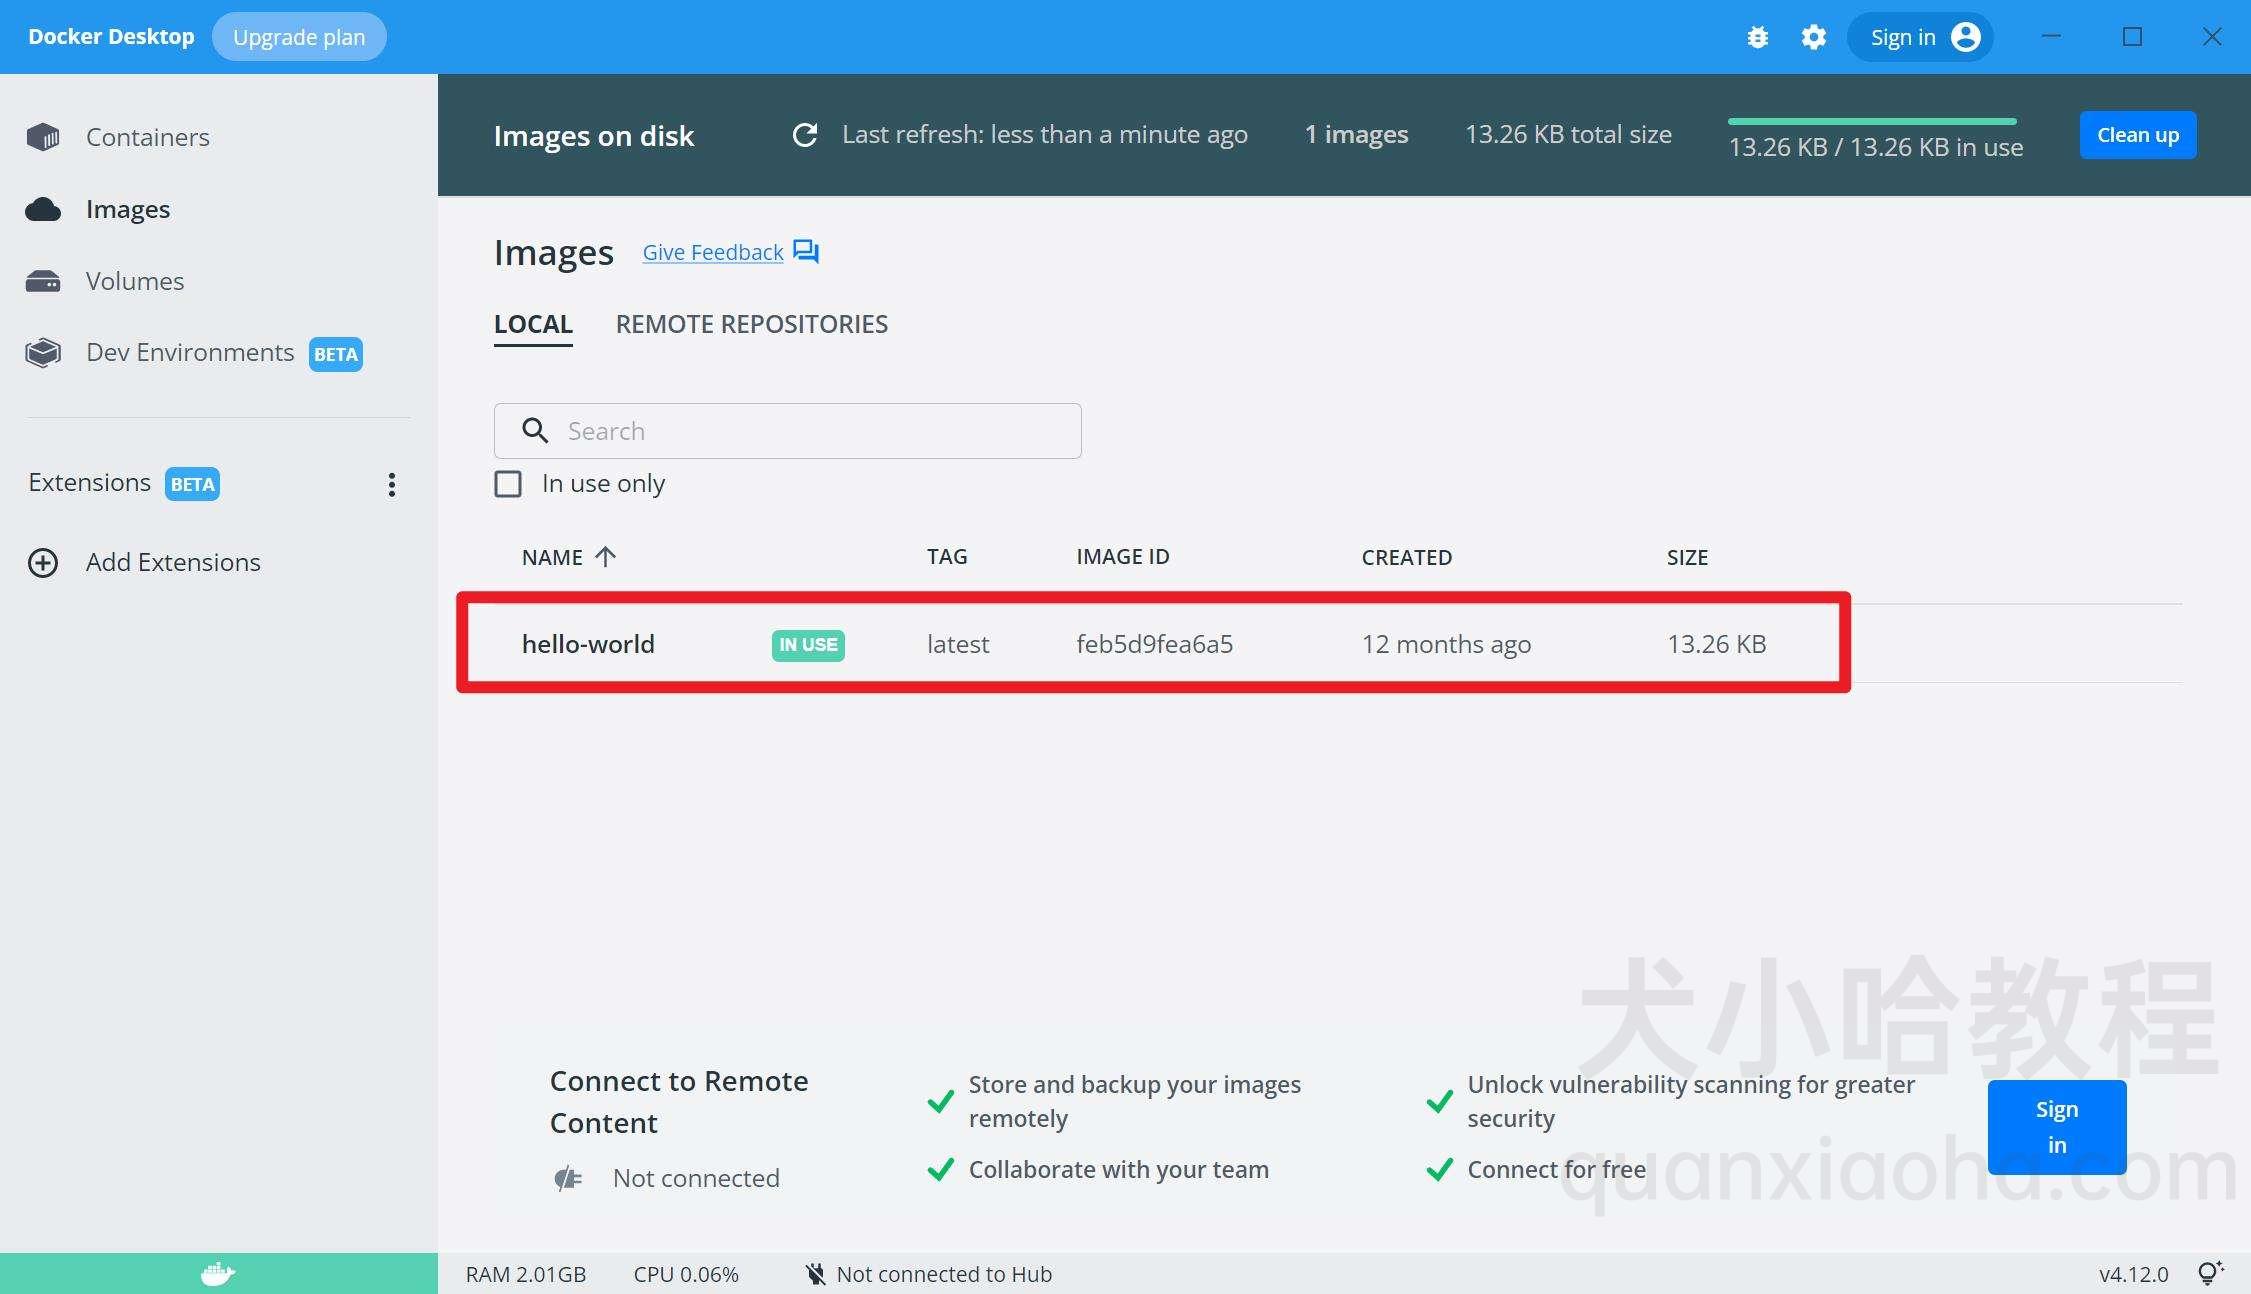 Docker Desktop
Upgrade plan
Sign in
Containers
Images
Volumes
Dev Environments BETA
Extensions BETA
Add Extensions
Images on disk
Last refresh: less than a minute ago
1 images
13.26 KB total size
13.26 KB / 13.26 KB in use
Clean up
Images
Give Feedback
LOCAL
REMOTE REPOSITORIES
Search
In use only
NAME TAG IMAGE ID CREATED SIZE
hello-world IN USE latest feb5d9fea6a5 12 months ago 13.26 KB
犬小哈教程
quanxiaoha.com
Connect to Remote
Content
Not connected
Store and backup your images
remotely
Collaborate with your team
Unlock vulnerability scanning for greater
security
Connect for free
Sign
in
RAM 2.01GB
CPU 0.06%
Not connected to Hub
v4.12.0